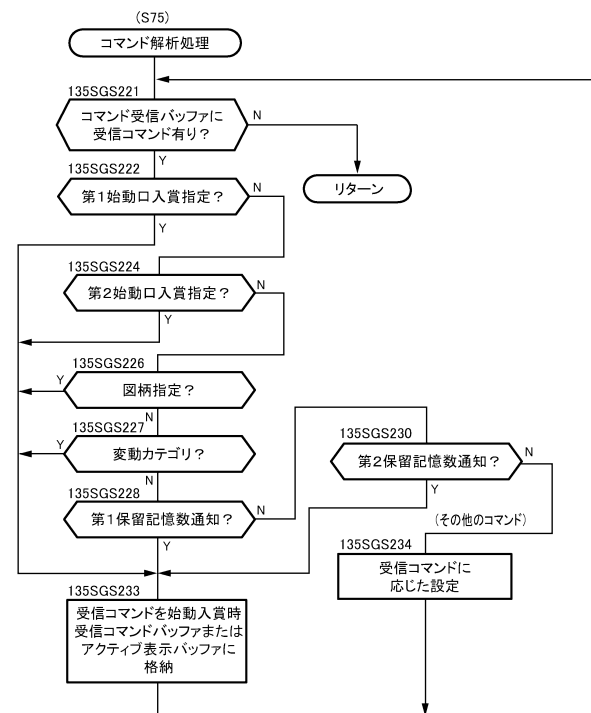 (S75)
コマンド解析処理
135SGS221
コマンド受信バッファに
受信コマンド有り？
N
Y
リターン
135SGS222
第1始動口入賞指定？
N
Y
135SGS224
第2始動口入賞指定？
N
Y
135SGS226
Y
図柄指定？
N
135SGS227
Y
変動カテゴリ？
N
135SGS228
第1保留記憶数通知？
N
Y
135SGS230
第2保留記憶数通知？
N
Y
(その他のコマンド)
135SGS234
受信コマンドに
応じた設定
135SGS233
受信コマンドを始動入賞時
受信コマンドバッファまたは
アクティブ表示バッファに
格納